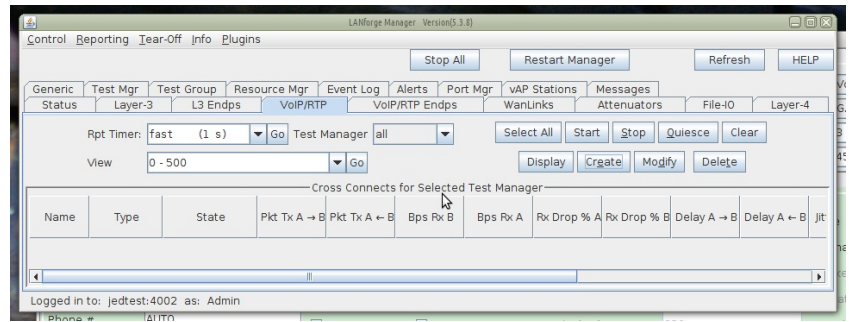 LANforge Manager Version(5.3.8)
Control Reporting Tear-Off Info Plugins
Stop All Restart Manager Refresh HELP
Generic Test Mgr Test Group Resource Mgr Event Log Alerts Port Mgr vAP Stations Messages
Status Layer-3 L3 Endps VoIP/RTP VoIP/RTP Endps WanLinks Attenuators File-IO Layer-4
Rpt Timer: fast (1 s) Go Test Manager all Select All Start Stop Quiesce Clear
View 0 - 500 Go Display Create Modify Delete
Cross Connects for Selected Test Manager
Name Type State Pkt Tx A → B Pkt Tx A ← B Bps Rx B Bps Rx A Rx Drop % A Rx Drop % B Delay A → B Delay A ← B Jit
Logged in to: jedtest:4002 as: Admin
Phone # AUTO